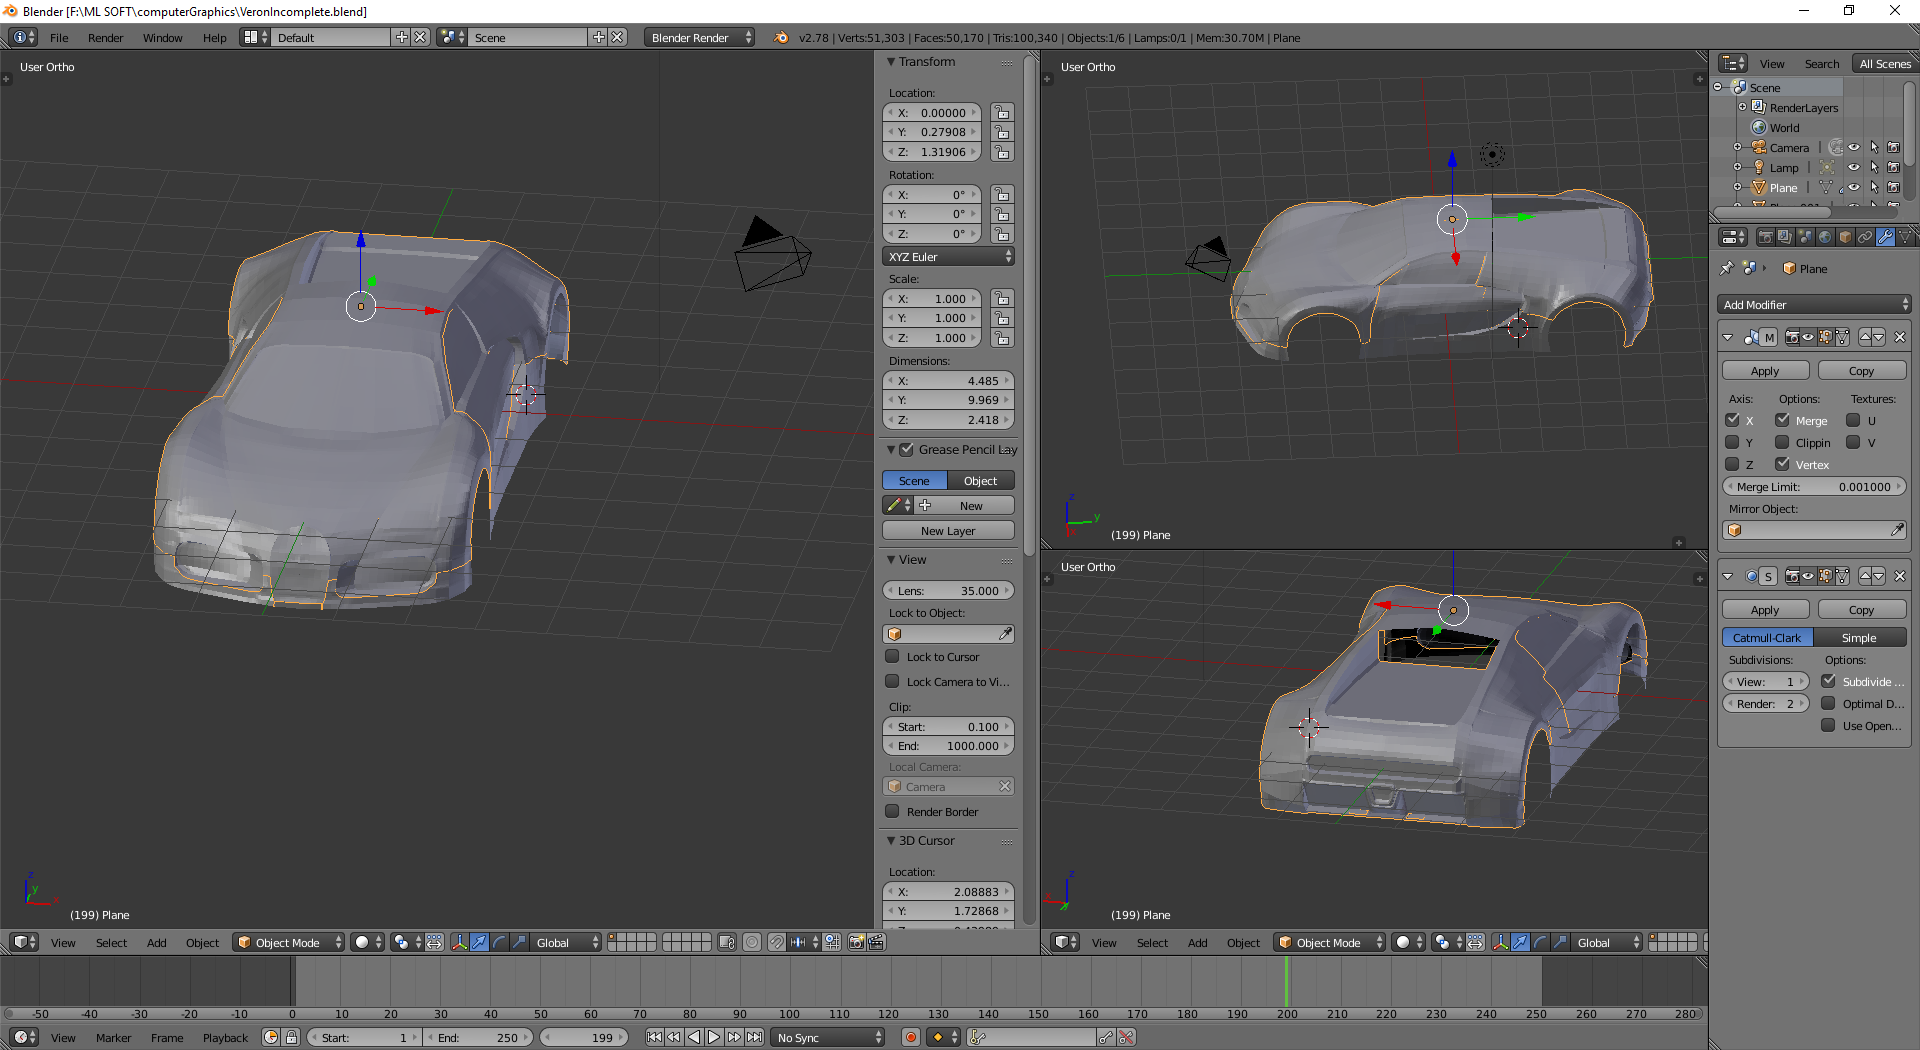 Blender [F:\ML SOFT\computerGraphics\VeronIncomplete.blend]
File Render Window Help Default Scene Blender Render v2.78 | Verts:51,303 | Faces:50,170 | Tris:100,340 | Objects:1/6 | Lamps:0/1 | Mem:30.70M | Plane
User Ortho
Transform
Location:
X: 0.00000
Y: 0.27908
Z: 1.31906
Rotation:
X: 0°
Y: 0°
Z: 0°
XYZ Euler
Scale:
X: 1.000
Y: 1.000
Z: 1.000
Dimensions:
X: 4.485
Y: 9.969
Z: 2.418
Grease Pencil Lay
Scene Object
New
New Layer
View
Lens: 35.000
Lock to Object:
Lock to Cursor
Lock Camera to Vi...
Clip:
Start: 0.100
End: 1000.000
Local Camera:
Camera
Render Border
3D Cursor
Location:
X: 2.08883
Y: 1.72868
z
y
x
(199) Plane
View Select Add Object Object Mode Global
User Ortho
z
y
(199) Plane
User Ortho
z
y
(199) Plane
View Select Add Object Object Mode Global
View Search All Scenes
Scene
RenderLayers
World
Camera
Lamp
Plane
Plane
Add Modifier
M
Apply Copy
Axis: Options: Textures:
X Merge U
Y Clippin V
Z Vertex
Merge Limit: 0.001000
Mirror Object:
S
Apply Copy
Catmull-Clark Simple
Subdivisions: Options:
View: 1 Subdivide ...
Render: 2 Optimal D...
Use Open...
-50 -40 -30 -20 -10 0 10 20 30 40 50 60 70 80 90 100 110 120 130 140 150 160 170 180 190 200 210 220 230 240 250 260 270 280
View Marker Frame Playback Start: 1 End: 250 199 No Sync